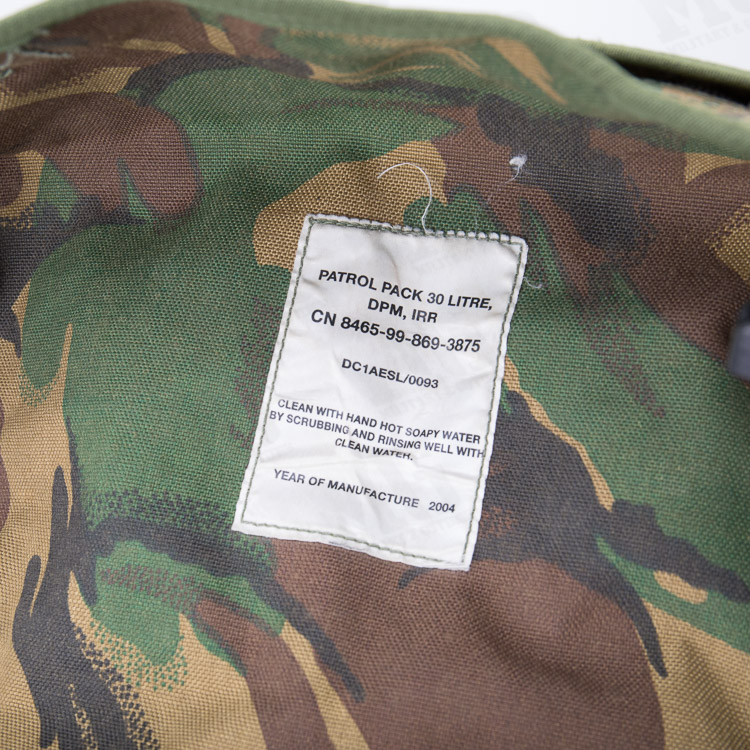 PATROL PACK 30 LITRE,
DPM, IRR
CN 8465-99-869-3875
DC1AESL/0093
CLEAN WITH HAND HOT SOAPY WATER
BY SCRUBBING AND RINSING WELL WITH
CLEAN WATER.
YEAR OF MANUFACTURE 2004